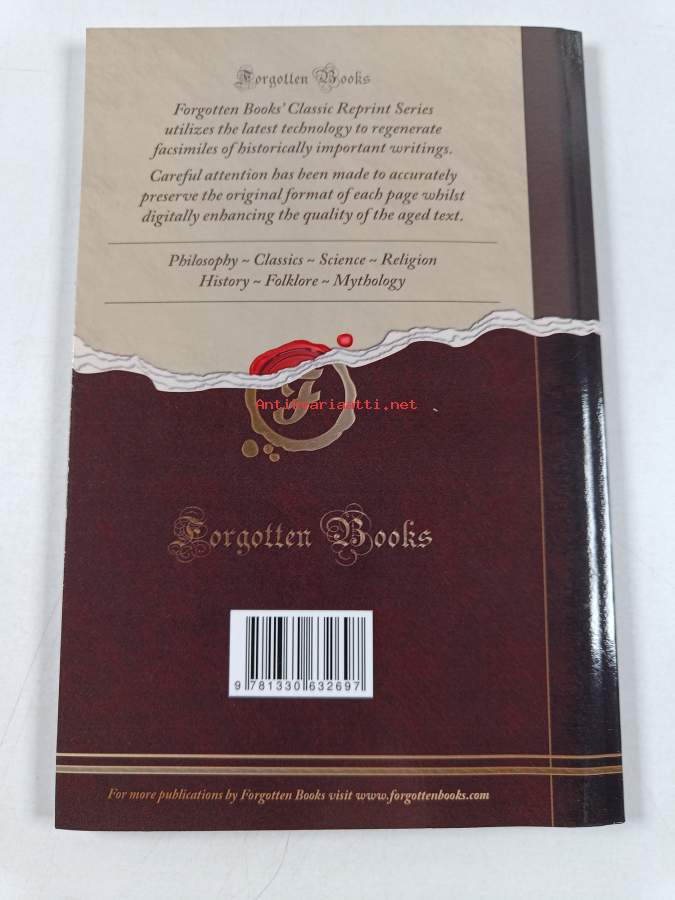 Forgotten Books
Forgotten Books' Classic Reprint Series
utilizes the latest technology to regenerate
facsimiles of historically important writings.
Careful attention has been made to accurately
preserve the original format of each page whilst
digitally enhancing the quality of the aged text.
Philosophy ~ Classics ~ Science ~ Religion
History ~ Folklore ~ Mythology
F
Antikvariaatti.net
Forgotten Books
9 781330 632697
For more publications by Forgotten Books visit www.forgottenbooks.com